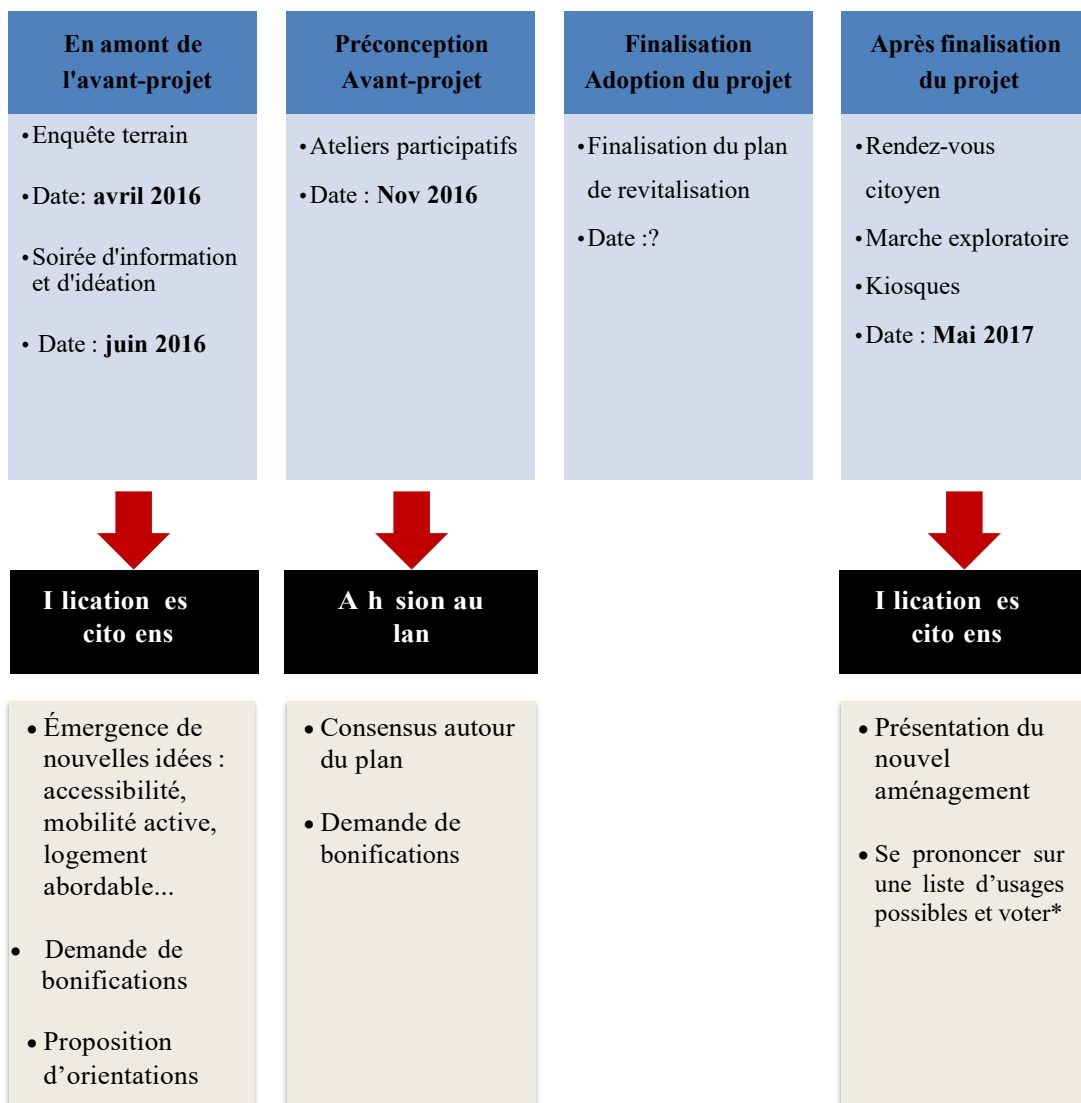 En amont de
l'avant-projet
•Enquête terrain
•Date: avril 2016
•Soirée d'information
et d'idéation
• Date : juin 2016
Préconception
Avant-projet
•Ateliers participatifs
•Date : Nov 2016
Finalisation
Adoption du projet
•Finalisation du plan
de revitalisation
•Date :?
Après finalisation
du projet
•Rendez-vous
citoyen
•Marche exploratoire
•Kiosques
•Date : Mai 2017
I lication es
cito ens
A h sion au
lan
I lication es
cito ens
• Émergence de
nouvelles idées :
accessibilité,
mobilité active,
logement
abordable...
• Demande de
bonifications
• Proposition
d’orientations
• Consensus autour
du plan
• Demande de
bonifications
• Présentation du
nouvel
aménagement
• Se prononcer sur
une liste d’usages
possibles et voter*